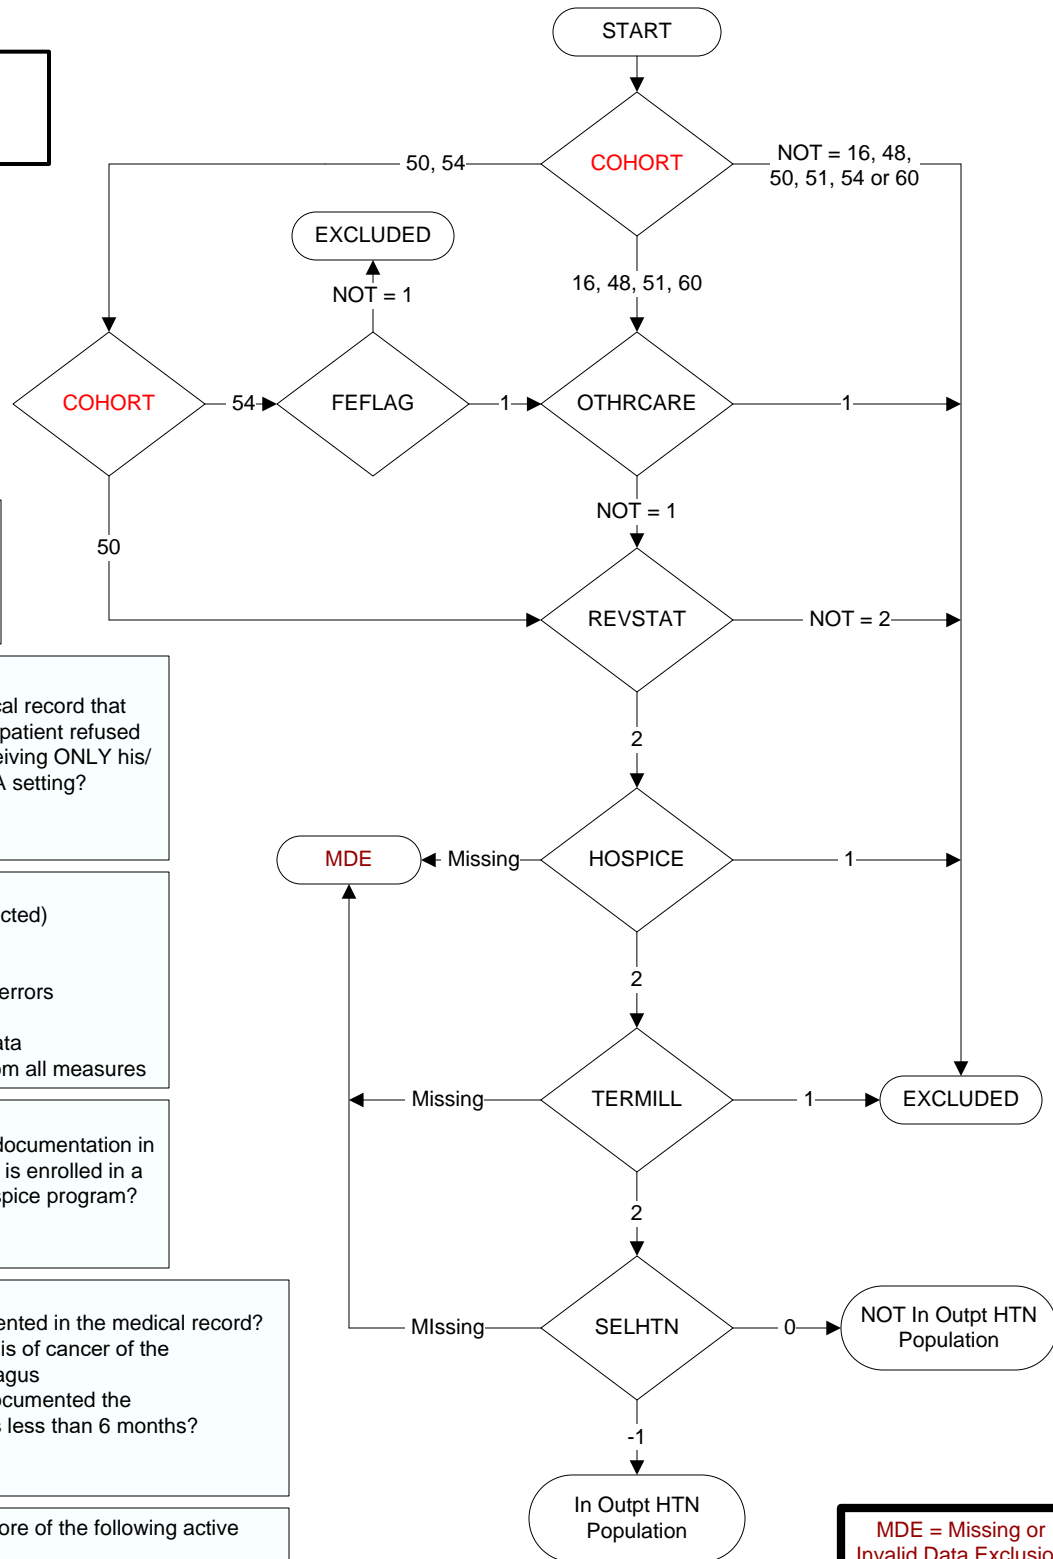 START
COHORT
50, 54
NOT = 16, 48,
50, 51, 54 or 60
EXCLUDED
NOT = 1
16, 48, 51, 60
COHORT
54
FEFLAG
1
OTHRCARE
1
NOT = 1
50
REVSTAT
NOT = 2
2
MDE
Missing
HOSPICE
1
2
Missing
TERMILL
1
EXCLUDED
2
MIssing
SELHTN
0
NOT In Outpt HTN
Population
-1
In Outpt HTN
Population
cal record that
patient refused
eiving ONLY his/
A setting?
cted)
errors
ata
om all measures
documentation in
is enrolled in a
spice program?
ented in the medical record?
is of cancer of the
agus
ocumented the
s less than 6 months?
ore of the following active
MDE = Missing or
Invalid Data Exclusio